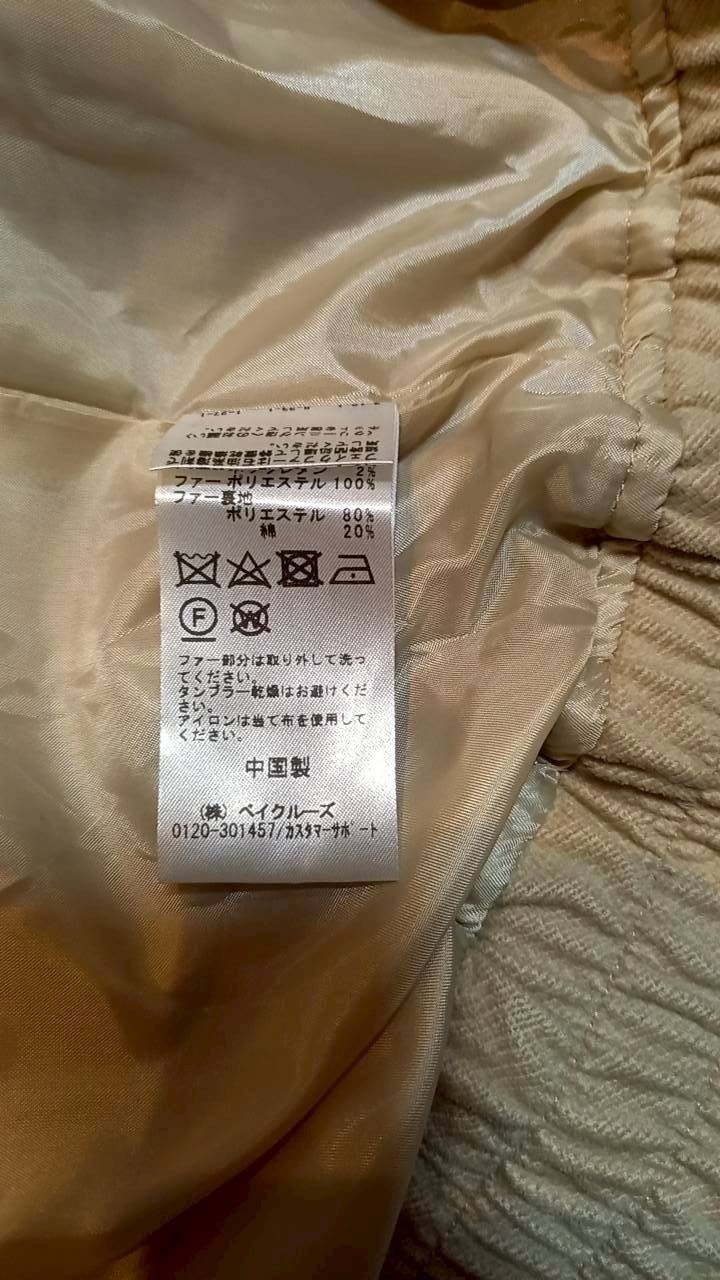 2%
ファー ポリエステル 100%
ファー裏地
ポリエステル 80%
綿 20%
F
W
ファー部分は取り外して洗っ
てください。
タンブラー乾燥はお避けくだ
さい。
アイロンは当て布を使用して
ください。
中国製
(株) ベイクルーズ
0120-301457/カスタマーサポート